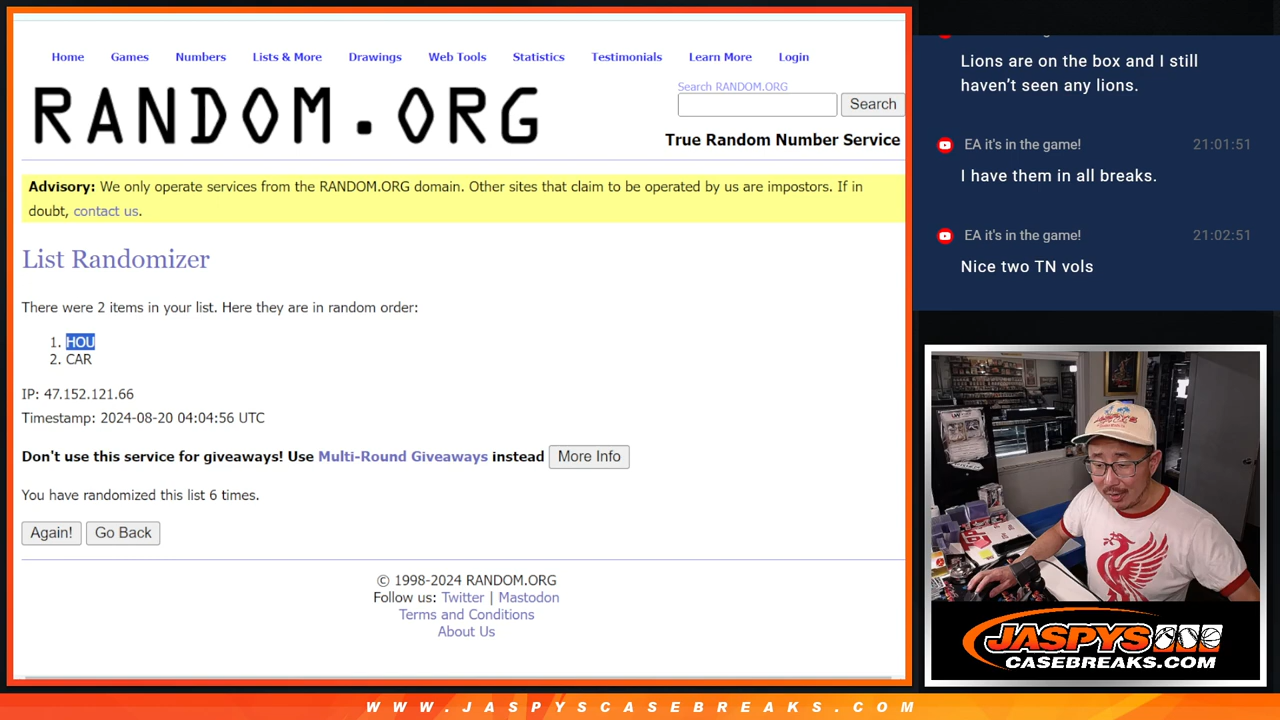 Home Games Numbers Lists & More Drawings Web Tools Statistics Testimonials Learn More Login
Search RANDOM.ORG
RANDOM.ORG
Search
True Random Number Service
Advisory: We only operate services from the RANDOM.ORG domain. Other sites that claim to be operated by us are impostors. If in
doubt, contact us.
List Randomizer
There were 2 items in your list. Here they are in random order:
1. HOU
2. CAR
IP: 47.152.121.66
Timestamp: 2024-08-20 04:04:56 UTC
Don't use this service for giveaways! Use Multi-Round Giveaways instead More Info
You have randomized this list 6 times.
Again! Go Back
© 1998-2024 RANDOM.ORG
Follow us: Twitter | Mastodon
Terms and Conditions
About Us
Lions are on the box and I still
haven't seen any lions.
EA it's in the game! 21:01:51
I have them in all breaks.
EA it's in the game! 21:02:51
Nice two TN vols
JASPYS
CASEBREAKS.COM
WWW.JASPYSCASEBREAKS.COM